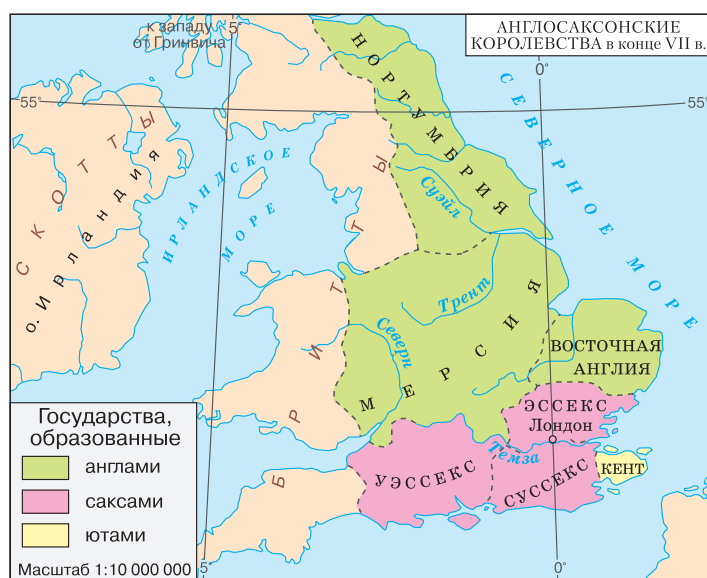 АНГЛОСАКСОНСКИЕ
КОРОЛЕВСТВА в конце VII в.
к западу
от Гринвича
5°
0°
55°
55°
НОРТУМБРИЯ
СЕВЕРНОЕ МОРЕ
СКОТТЫ
о. Ирландия
ИРЛАНДСКОЕ
МОРЕ
БРИТТЫ
Суэйл
Трент
Северн
МЕРСИЯ
ВОСТОЧНАЯ
АНГЛИЯ
ЭССЕКС
Лондон
Темза
УЭССЕКС
СУССЕКС
КЕНТ
Государства,
образованные
англами
саксами
ютами
Масштаб 1:10 000 000
5°
0°